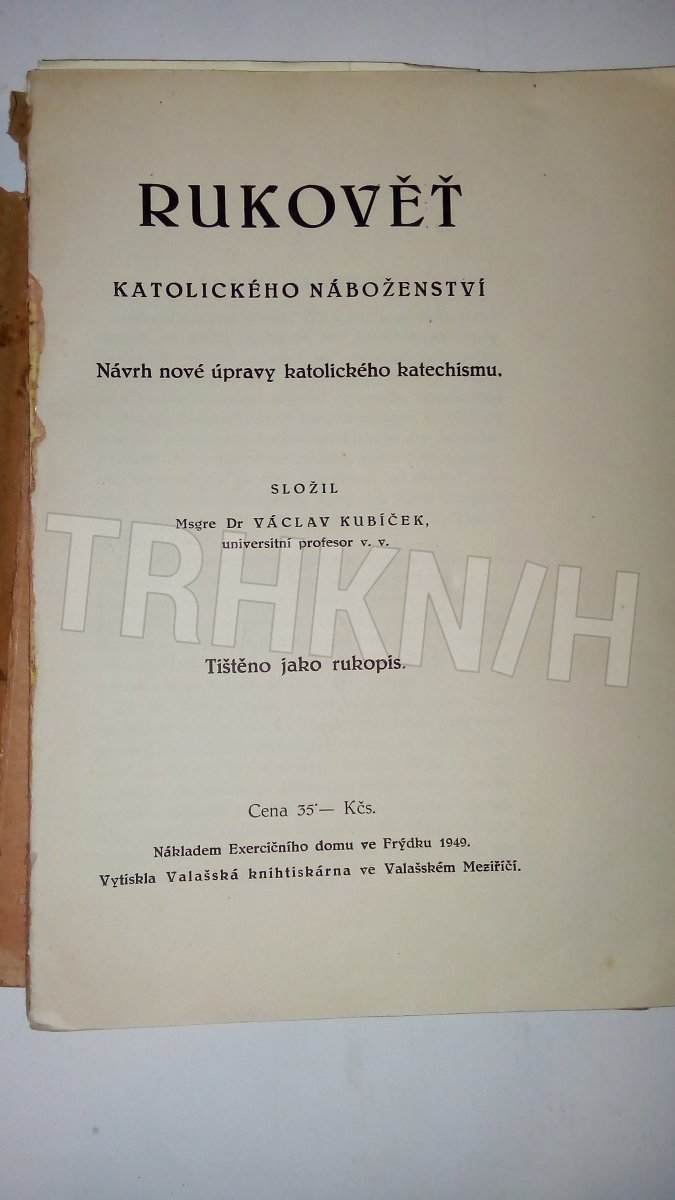 RUKOVĚŤ
KATOLICKÉHO NÁBOŽENSTVÍ
Návrh nové úpravy katolického katechismu.
SLOŽIL
Msgre Dr VÁCLAV KUBÍČEK,
universitní profesor v. v.
TRHKNIH
Tištěno jako rukopis.
Cena 35·— Kčs.
Nákladem Exercičního domu ve Frýdku 1949.
Vytiskla Valašská knihtiskárna ve Valašském Meziříčí.